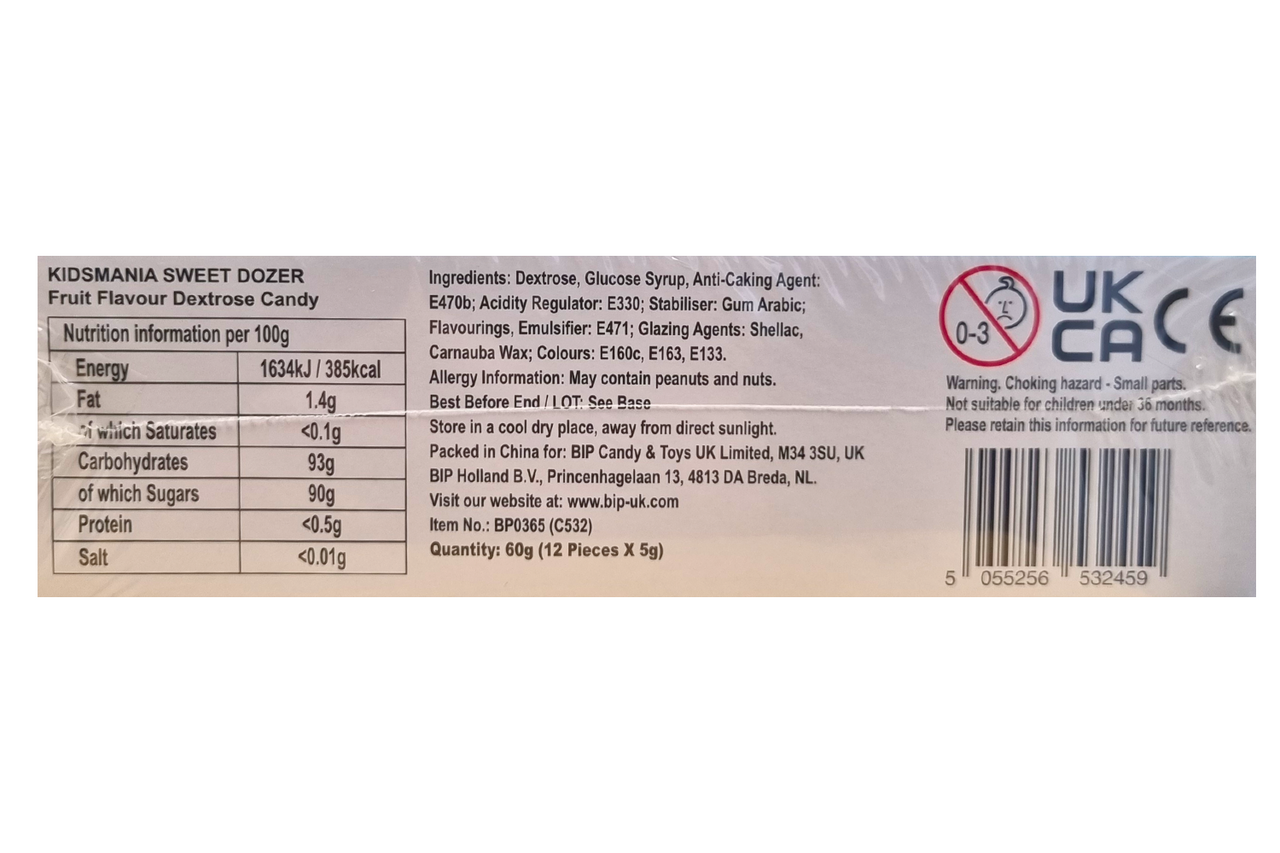 KIDSMANIA SWEET DOZER
Fruit Flavour Dextrose Candy
Nutrition information per 100g
Energy 1634kJ / 385kcal
Fat 1.4g
of which Saturates <0.1g
Carbohydrates 93g
of which Sugars 90g
Protein <0.5g
Salt <0.01g
Ingredients: Dextrose, Glucose Syrup, Anti-Caking Agent:
E470b; Acidity Regulator: E330; Stabiliser: Gum Arabic;
Flavourings, Emulsifier: E471; Glazing Agents: Shellac,
Carnauba Wax; Colours: E160c, E163, E133.
Allergy Information: May contain peanuts and nuts.
Best Before End / LOT: See Base
Store in a cool dry place, away from direct sunlight.
Packed in China for: BIP Candy & Toys UK Limited, M34 3SU, UK
BIP Holland B.V., Princenhagelaan 13, 4813 DA Breda, NL.
Visit our website at: www.bip-uk.com
Item No.: BP0365 (C532)
Quantity: 60g (12 Pieces X 5g)
0-3
UK
CA
CE
Warning. Choking hazard - Small parts.
Not suitable for children under 36 months.
Please retain this information for future reference.
5 055256 532459